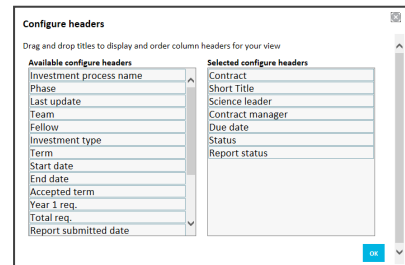 Configure headers
Drag and drop titles to display and order column headers for your view
Available configure headers
Investment process name
Phase
Last update
Team
Fellow
Investment type
Term
Start date
End date
Accepted term
Year 1 req.
Total req.
Report submitted date
Selected configure headers
Contract
Short Title
Science leader
Contract manager
Due date
Status
Report status
OK